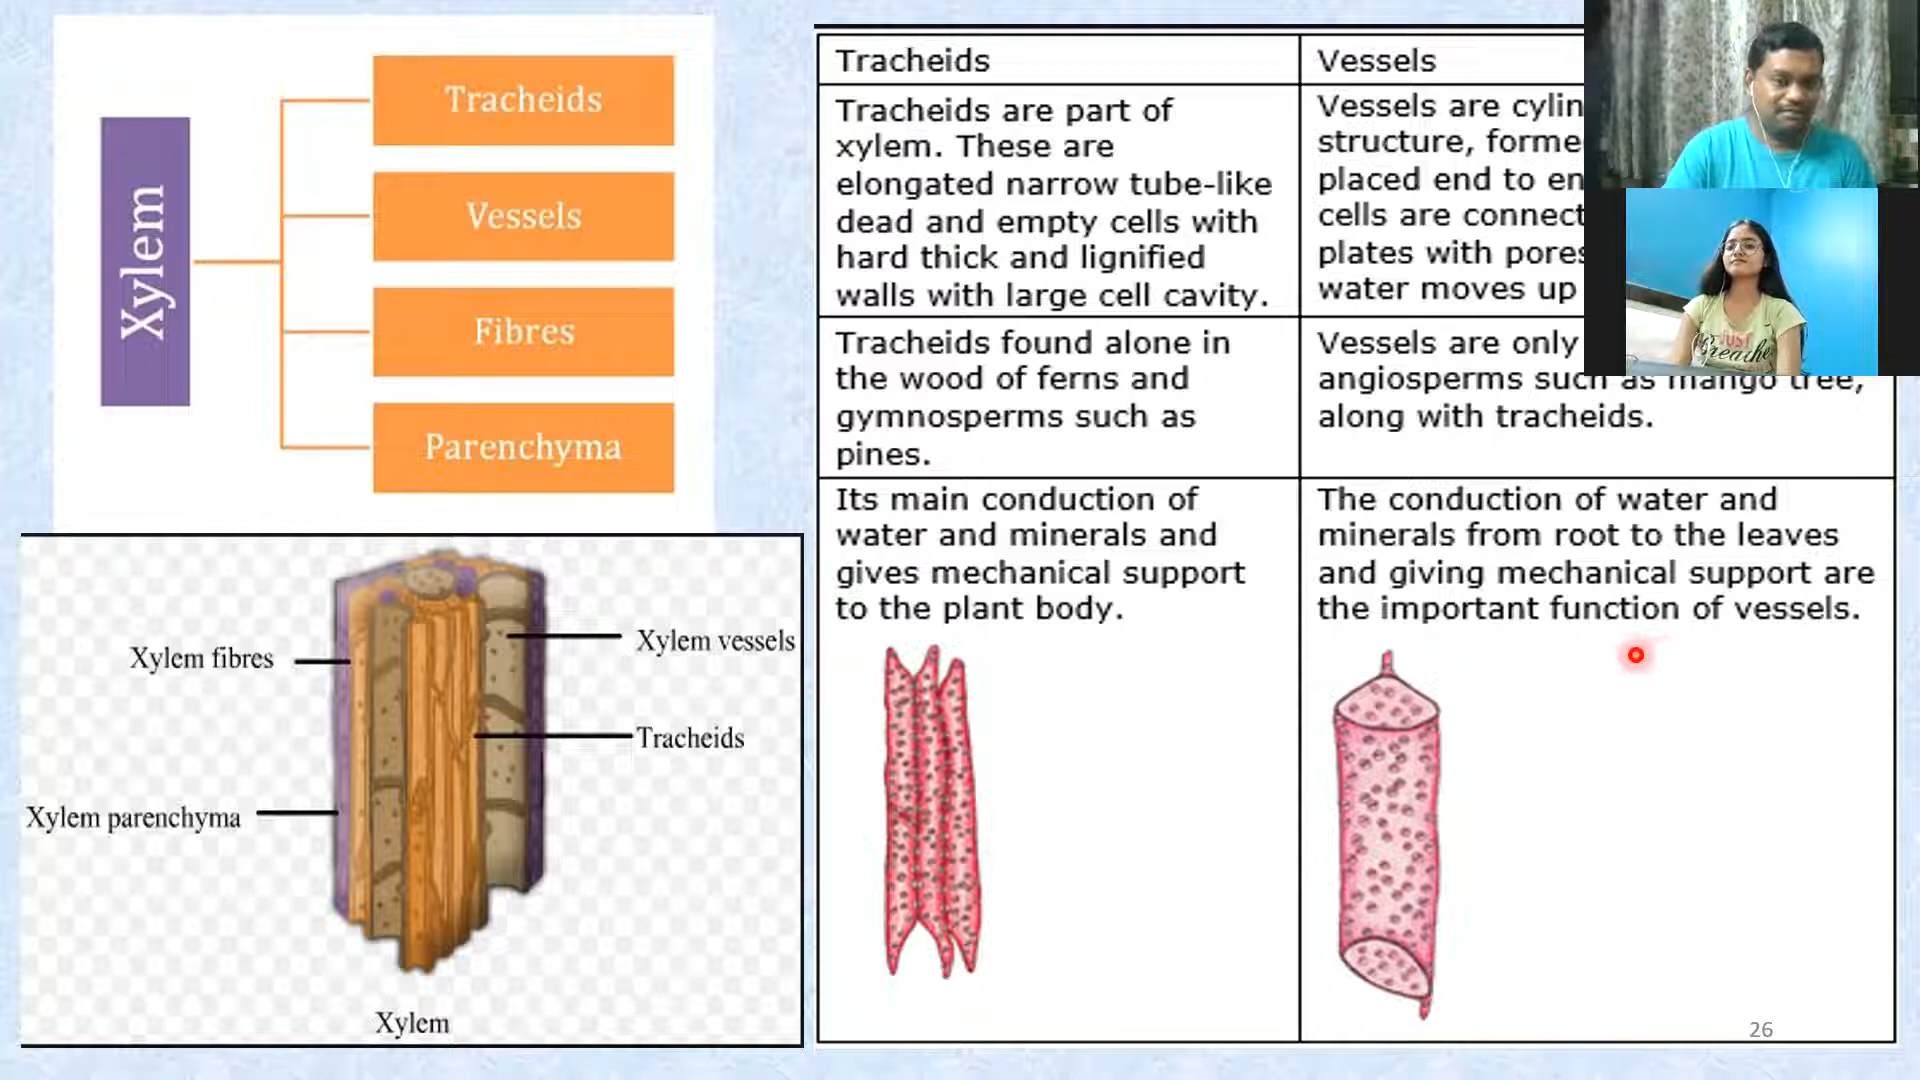 Xylem
Tracheids
Vessels
Fibres
Parenchyma
Xylem fibres
Xylem vessels
Tracheids
Xylem parenchyma
Xylem
Tracheids
Tracheids are part of
xylem. These are
elongated narrow tube-like
dead and empty cells with
hard thick and lignified
walls with large cell cavity.
Tracheids found alone in
the wood of ferns and
gymnosperms such as
pines.
Its main conduction of
water and minerals and
gives mechanical support
to the plant body.
Vessels
Vessels are cylin
structure, forme
placed end to en
cells are connect
plates with pores
water moves up
Vessels are only
angiosperms such as mango tree,
along with tracheids.
The conduction of water and
minerals from root to the leaves
and giving mechanical support are
the important function of vessels.
JUST
Breathe
26